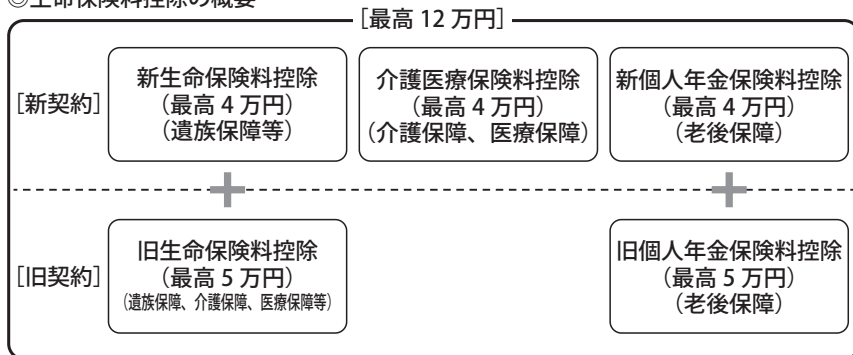 ◎生命保険料控除の概要
[最高 12 万円]
[新契約]
新生命保険料控除
（最高 4 万円）
（遺族保障等）
介護医療保険料控除
（最高 4 万円）
（介護保障、医療保障）
新個人年金保険料控除
（最高 4 万円）
（老後保障）
＋
＋
[旧契約]
旧生命保険料控除
（最高 5 万円）
（遺族保障、介護保障、医療保障等）
旧個人年金保険料控除
（最高 5 万円）
（老後保障）